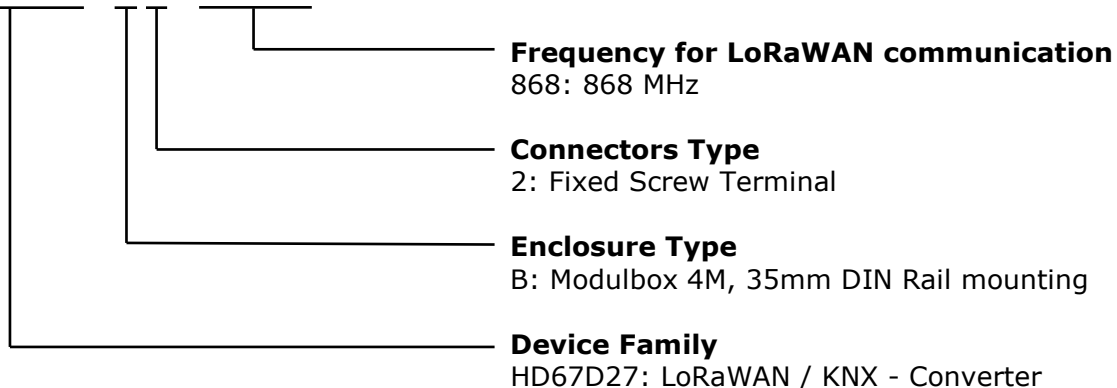 Frequency for LoRaWAN communication
868: 868 MHz
Connectors Type
2: Fixed Screw Terminal
Enclosure Type
B: Modulbox 4M, 35mm DIN Rail mounting
Device Family
HD67D27: LoRaWAN / KNX - Converter